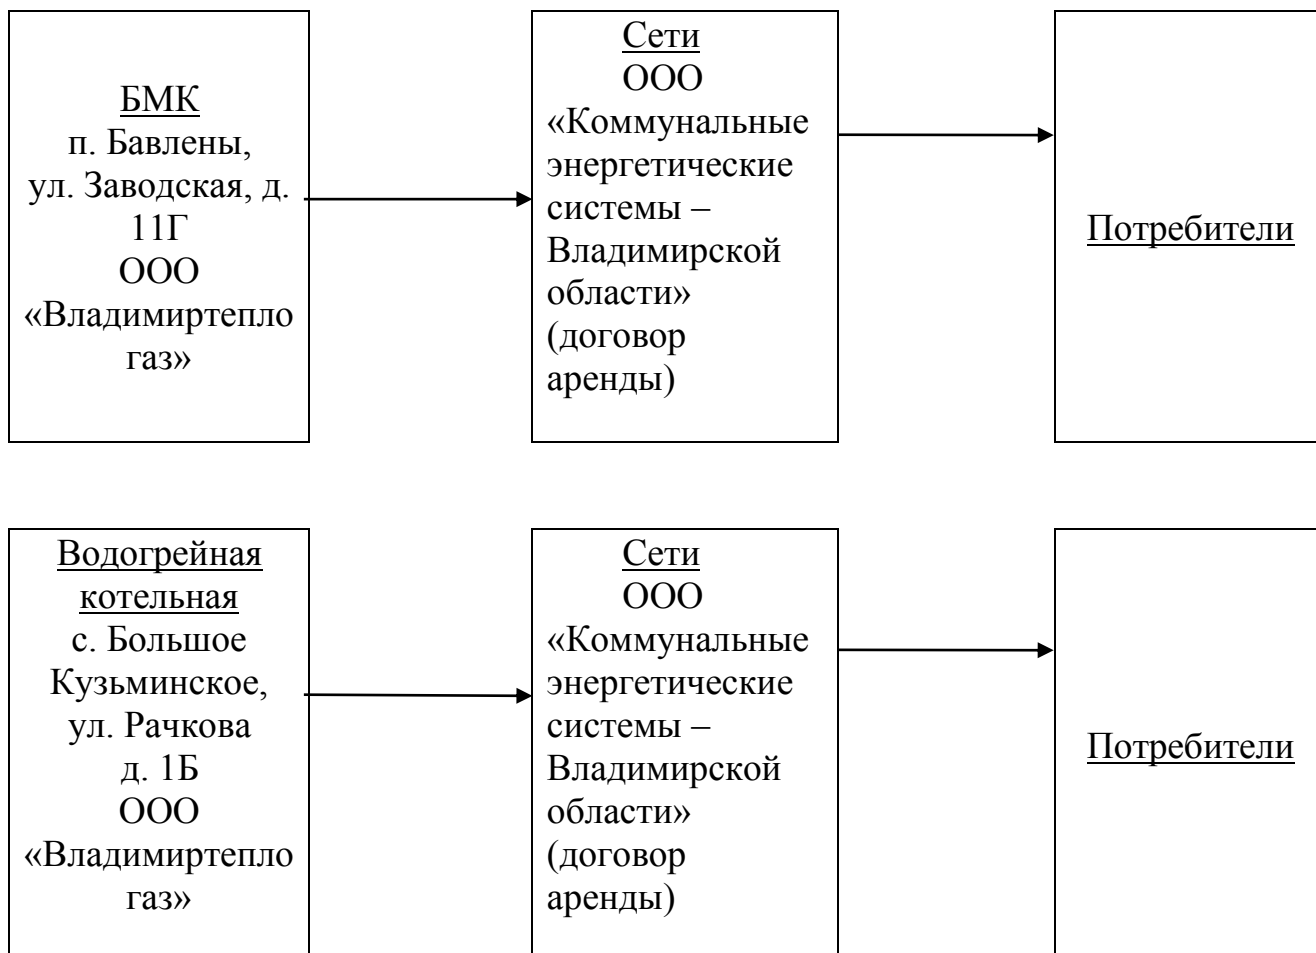 БМК
п. Бавлены,
ул. Заводская, д.
11Г
ООО
«Владимиртепло
газ»
Сети
ООО
«Коммунальные
энергетические
системы –
Владимирской
области»
(договор
аренды)
Потребители
Водогрейная
котельная
с. Большое
Кузьминское,
ул. Рачкова
д. 1Б
ООО
«Владимиртепло
газ»
Сети
ООО
«Коммунальные
энергетические
системы –
Владимирской
области»
(договор
аренды)
Потребители